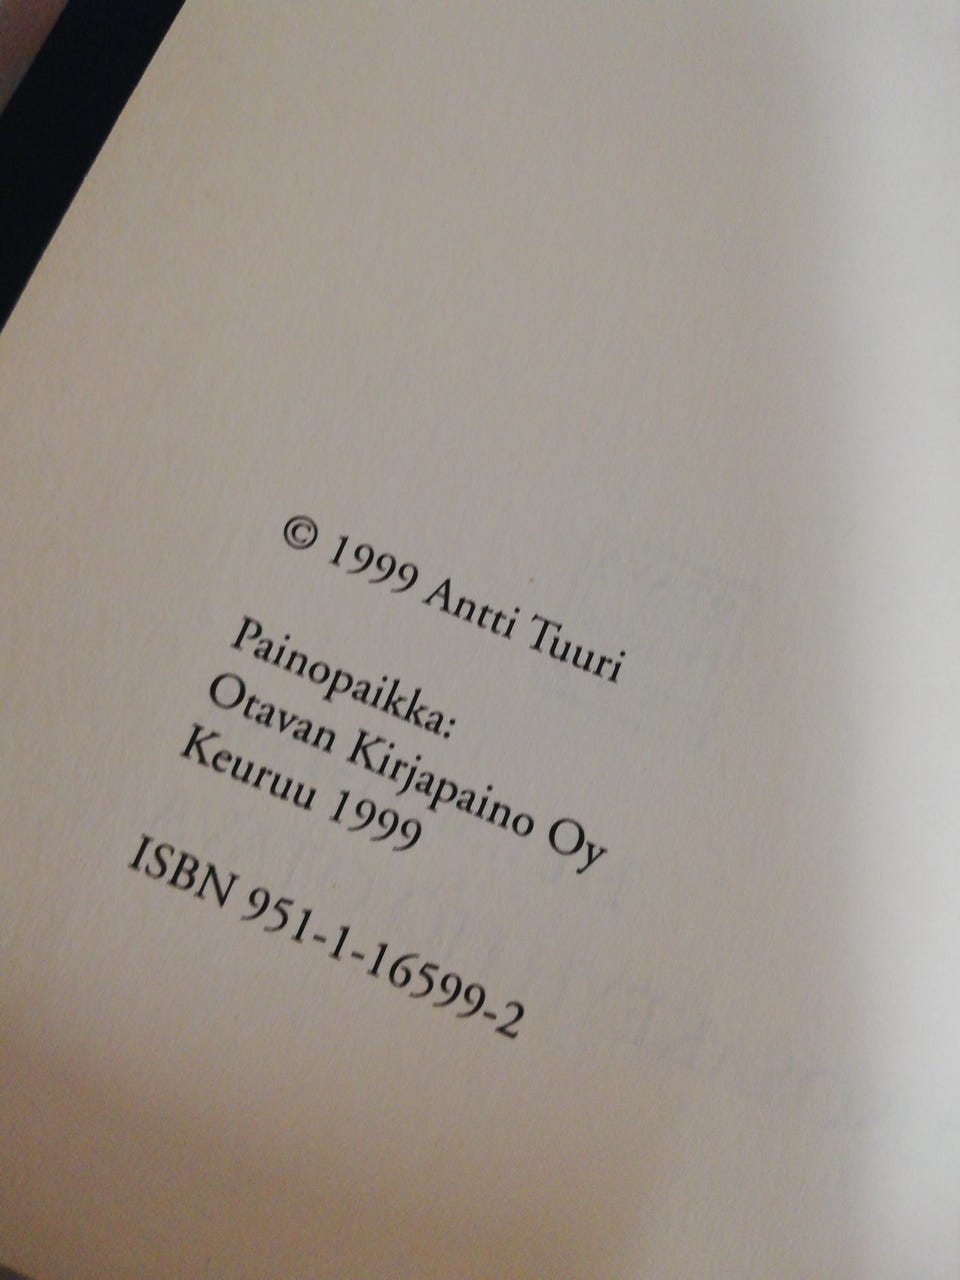 © 1999 Antti Tuuri
Painopaikka:
Otavan Kirjapaino Oy
Keuruu 1999
ISBN 951-1-16599-2